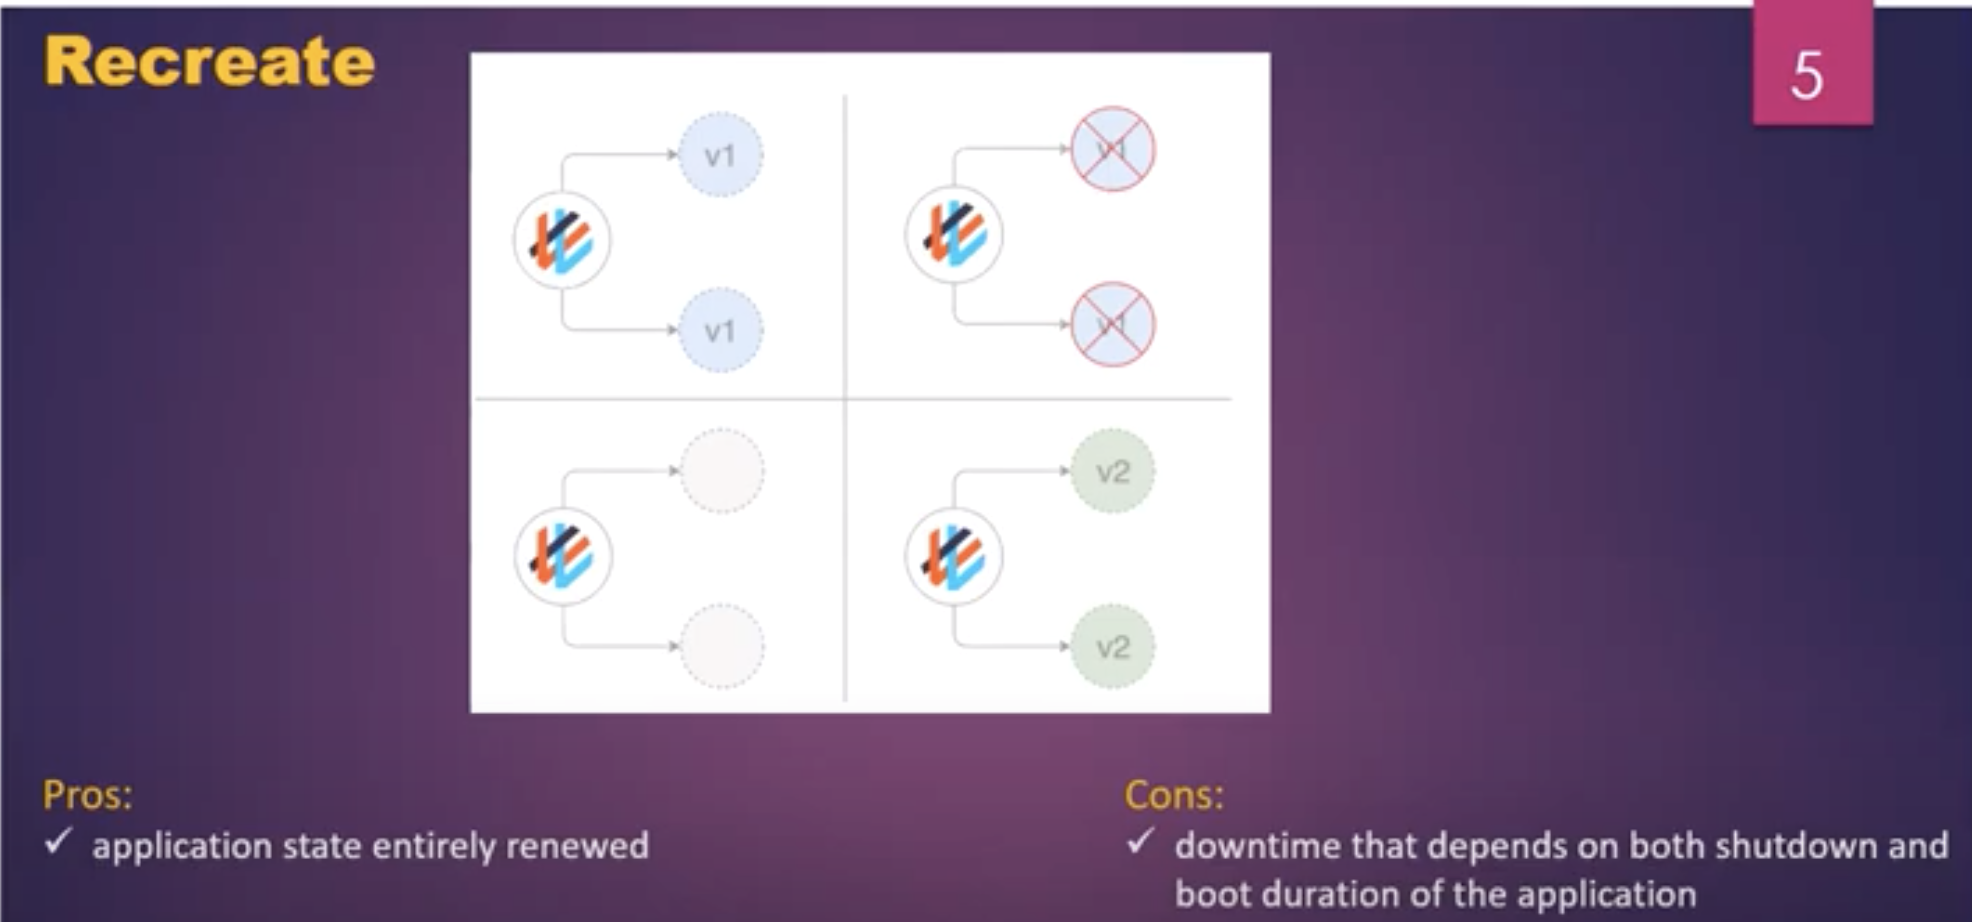 Recreate
5
v1
v1
v1
v1
v2
v2
Pros:
✓ application state entirely renewed
Cons:
✓ downtime that depends on both shutdown and
boot duration of the application